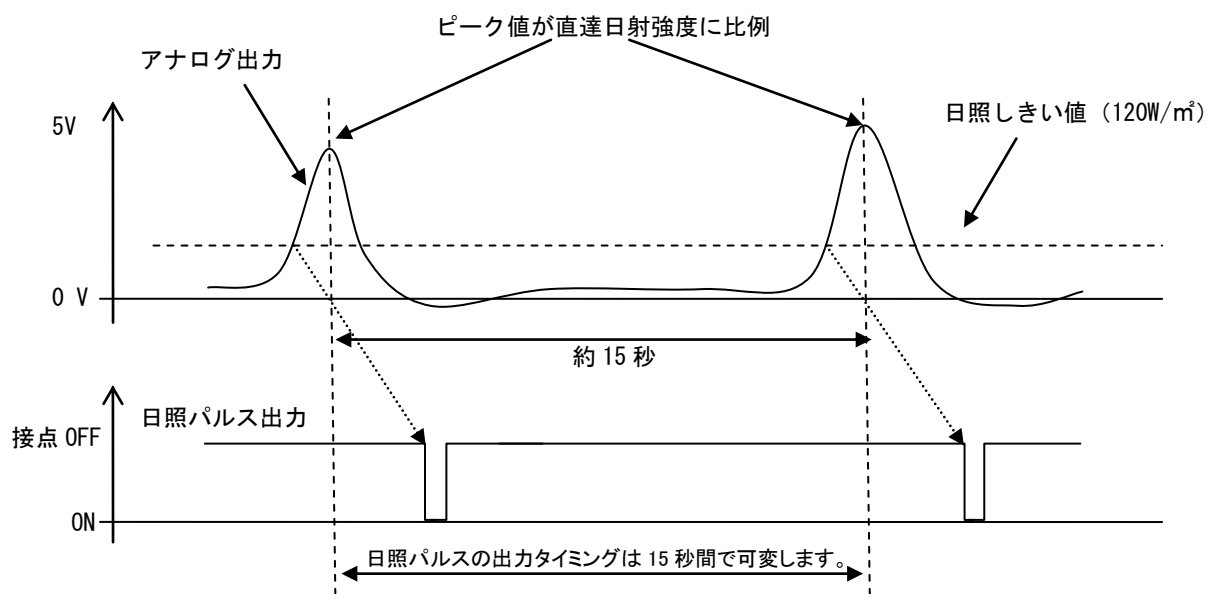 ピーク値が直達日射強度に比例
アナログ出力
5V
日照しきい値 (120W/㎡)
0 V
約 15 秒
日照パルス出力
接点 OFF
ON
日照パルスの出力タイミングは 15 秒間で可変します。